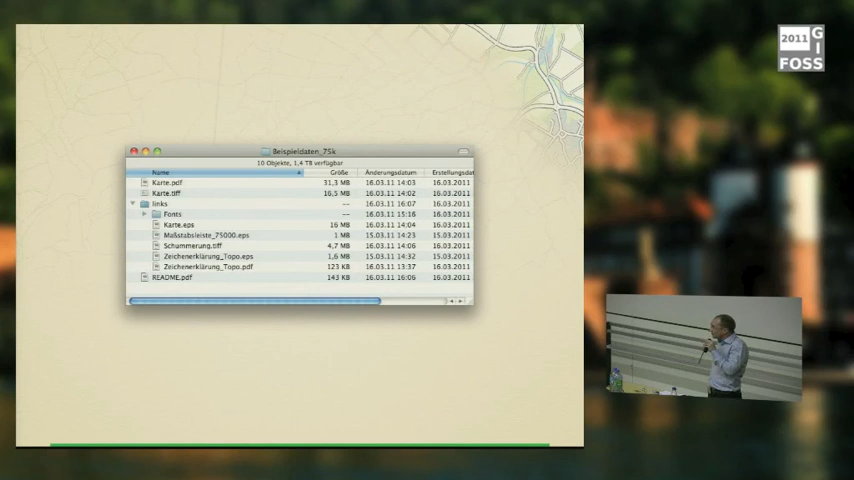 2011 G
I
FOSS
Beispieldaten_75k
10 Objekte, 1,4 TB verfügbar
Name Größe Änderungsdatum Erstellungsdat
Karte.pdf 31,3 MB 16.03.11 14:03 16.03.2011
Karte.tiff 16,5 MB 16.03.11 14:02 16.03.2011
links -- 16.03.11 16:07 16.03.2011
Fonts -- 16.03.11 15:16 16.03.2011
Karte.eps 16 MB 16.03.11 14:04 16.03.2011
Maßstabsleiste_75000.eps 1 MB 15.03.11 14:23 15.03.2011
Schummerung.tiff 4,7 MB 16.03.11 14:06 16.03.2011
Zeichenerklärung_Topo.eps 1,6 MB 15.03.11 14:32 15.03.2011
Zeichenerklärung_Topo.pdf 123 KB 16.03.11 13:37 16.03.2011
README.pdf 143 KB 16.03.11 16:06 16.03.2011